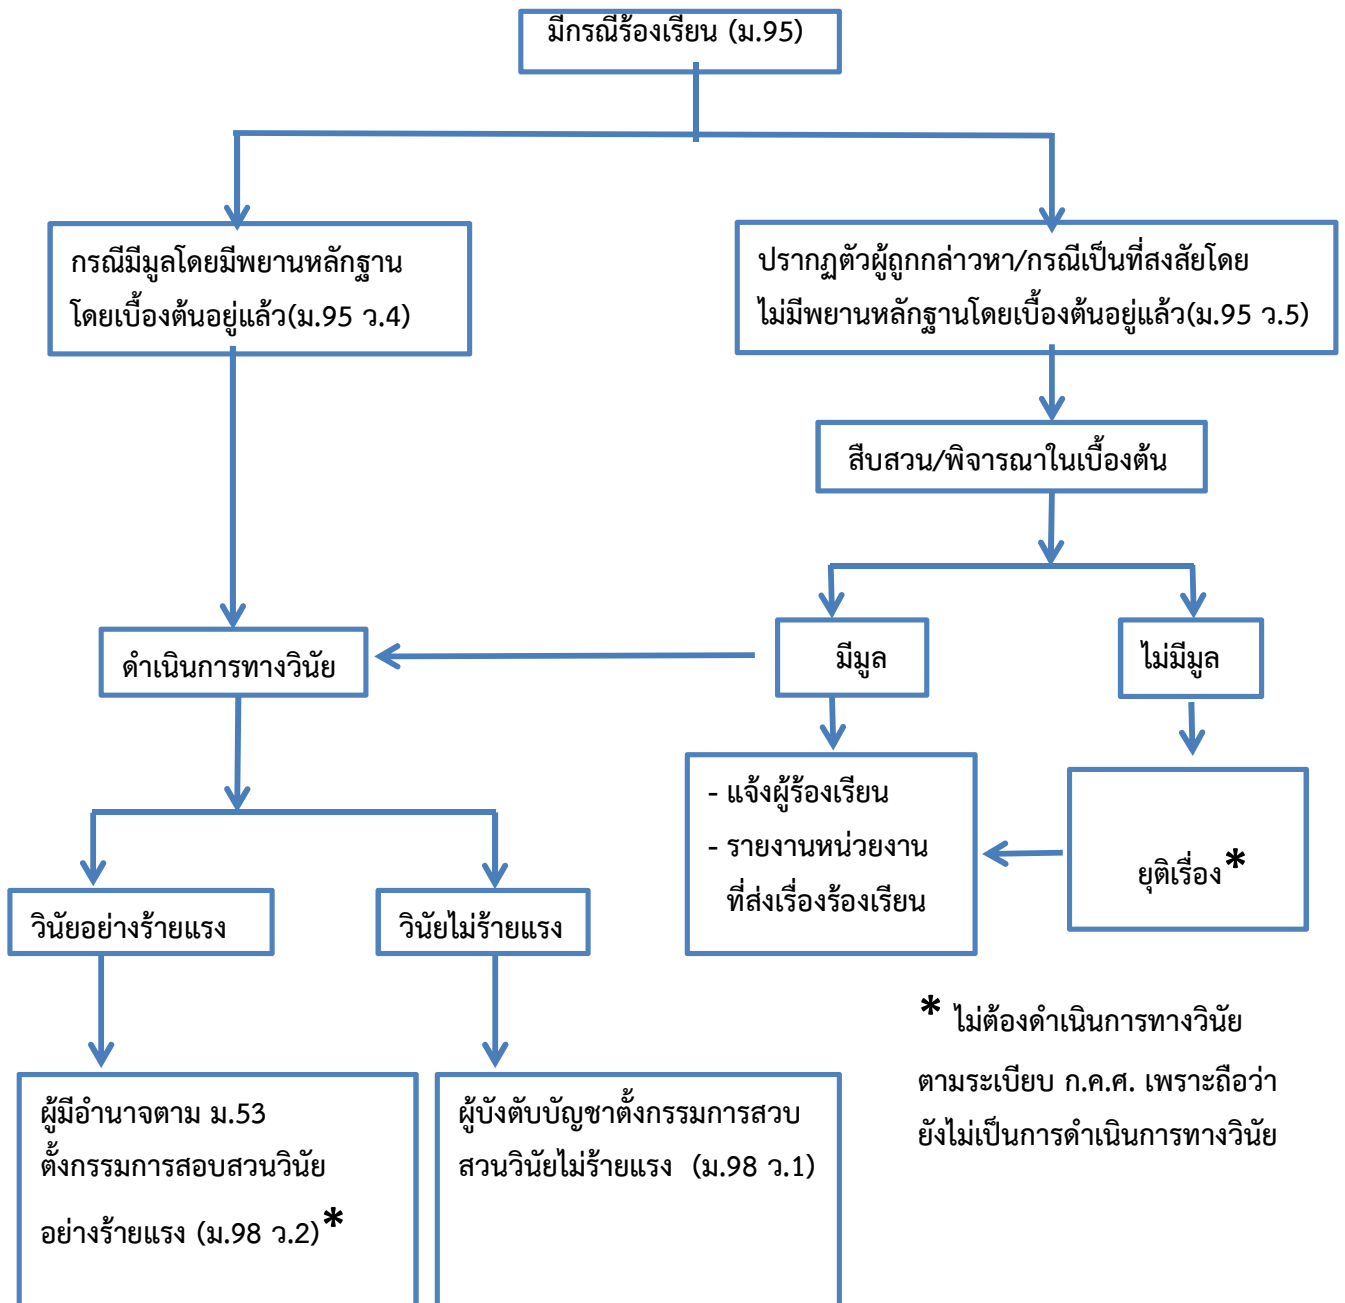 มีกรณีร้องเรียน (ม.95)
กรณีมีมูลโดยมีพยานหลักฐาน
โดยเบื้องต้นอยู่แล้ว(ม.95 ว.4)
ปรากฏตัวผู้ถูกกล่าวหา/กรณีเป็นที่สงสัยโดย
ไม่มีพยานหลักฐานโดยเบื้องต้นอยู่แล้ว(ม.95 ว.5)
สืบสวน/พิจารณาในเบื้องต้น
ดำเนินการทางวินัย
มีมูล
ไม่มีมูล
- แจ้งผู้ร้องเรียน
- รายงานหน่วยงาน
ที่ส่งเรื่องร้องเรียน
ยุติเรื่อง*
วินัยอย่างร้ายแรง
วินัยไม่ร้ายแรง
* ไม่ต้องดำเนินการทางวินัย
ตามระเบียบ ก.ค.ศ. เพราะถือว่า
ยังไม่เป็นการดำเนินการทางวินัย
ผู้มีอำนาจตาม ม.53
ตั้งกรรมการสอบสวนวินัย
อย่างร้ายแรง (ม.98 ว.2)*
ผู้บังตับบัญชาตั้งกรรมการสวบ
สวนวินัยไม่ร้ายแรง (ม.98 ว.1)